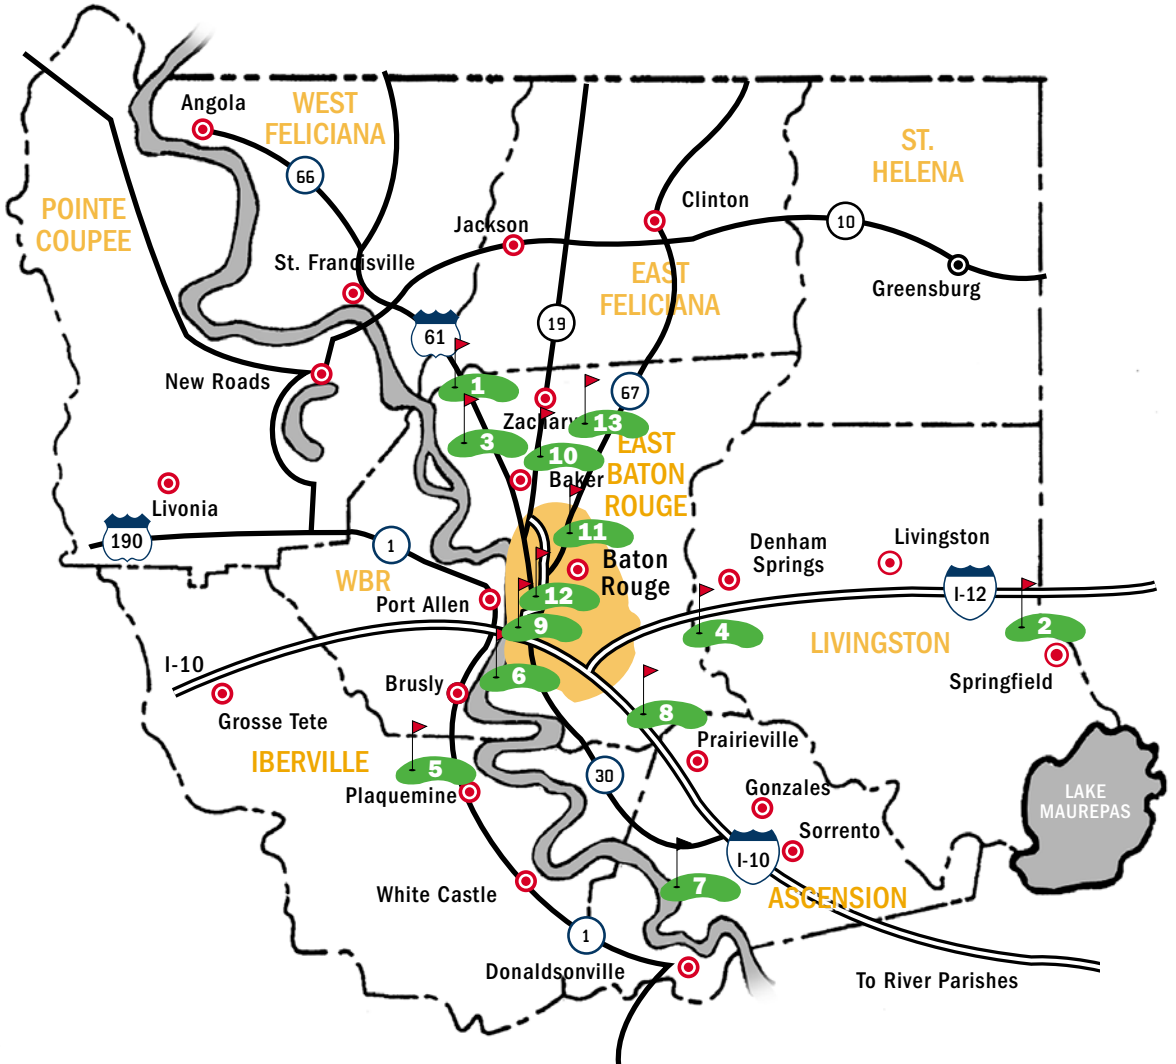 Angola
WEST
FELICIANA
66
ST.
HELENA
POINTE
COUPEE
Clinton
Jackson
10
St. Francisville
EAST
FELICIANA
Greensburg
19
61
New Roads
1
67
Zachary
13
3
10
EAST
BATON
ROUGE
Baker
Livonia
190
1
11
Baton
Rouge
Denham
Springs
Livingston
WBR
Port Allen
12
I-12
9
4
2
LIVINGSTON
I-10
Brusly
6
Springfield
Grosse Tete
8
Prairieville
IBERVILLE
5
30
Plaquemine
Gonzales
LAKE
MAUREPAS
Sorrento
I-10
White Castle
7
ASCENSION
1
Donaldsonville
To River Parishes